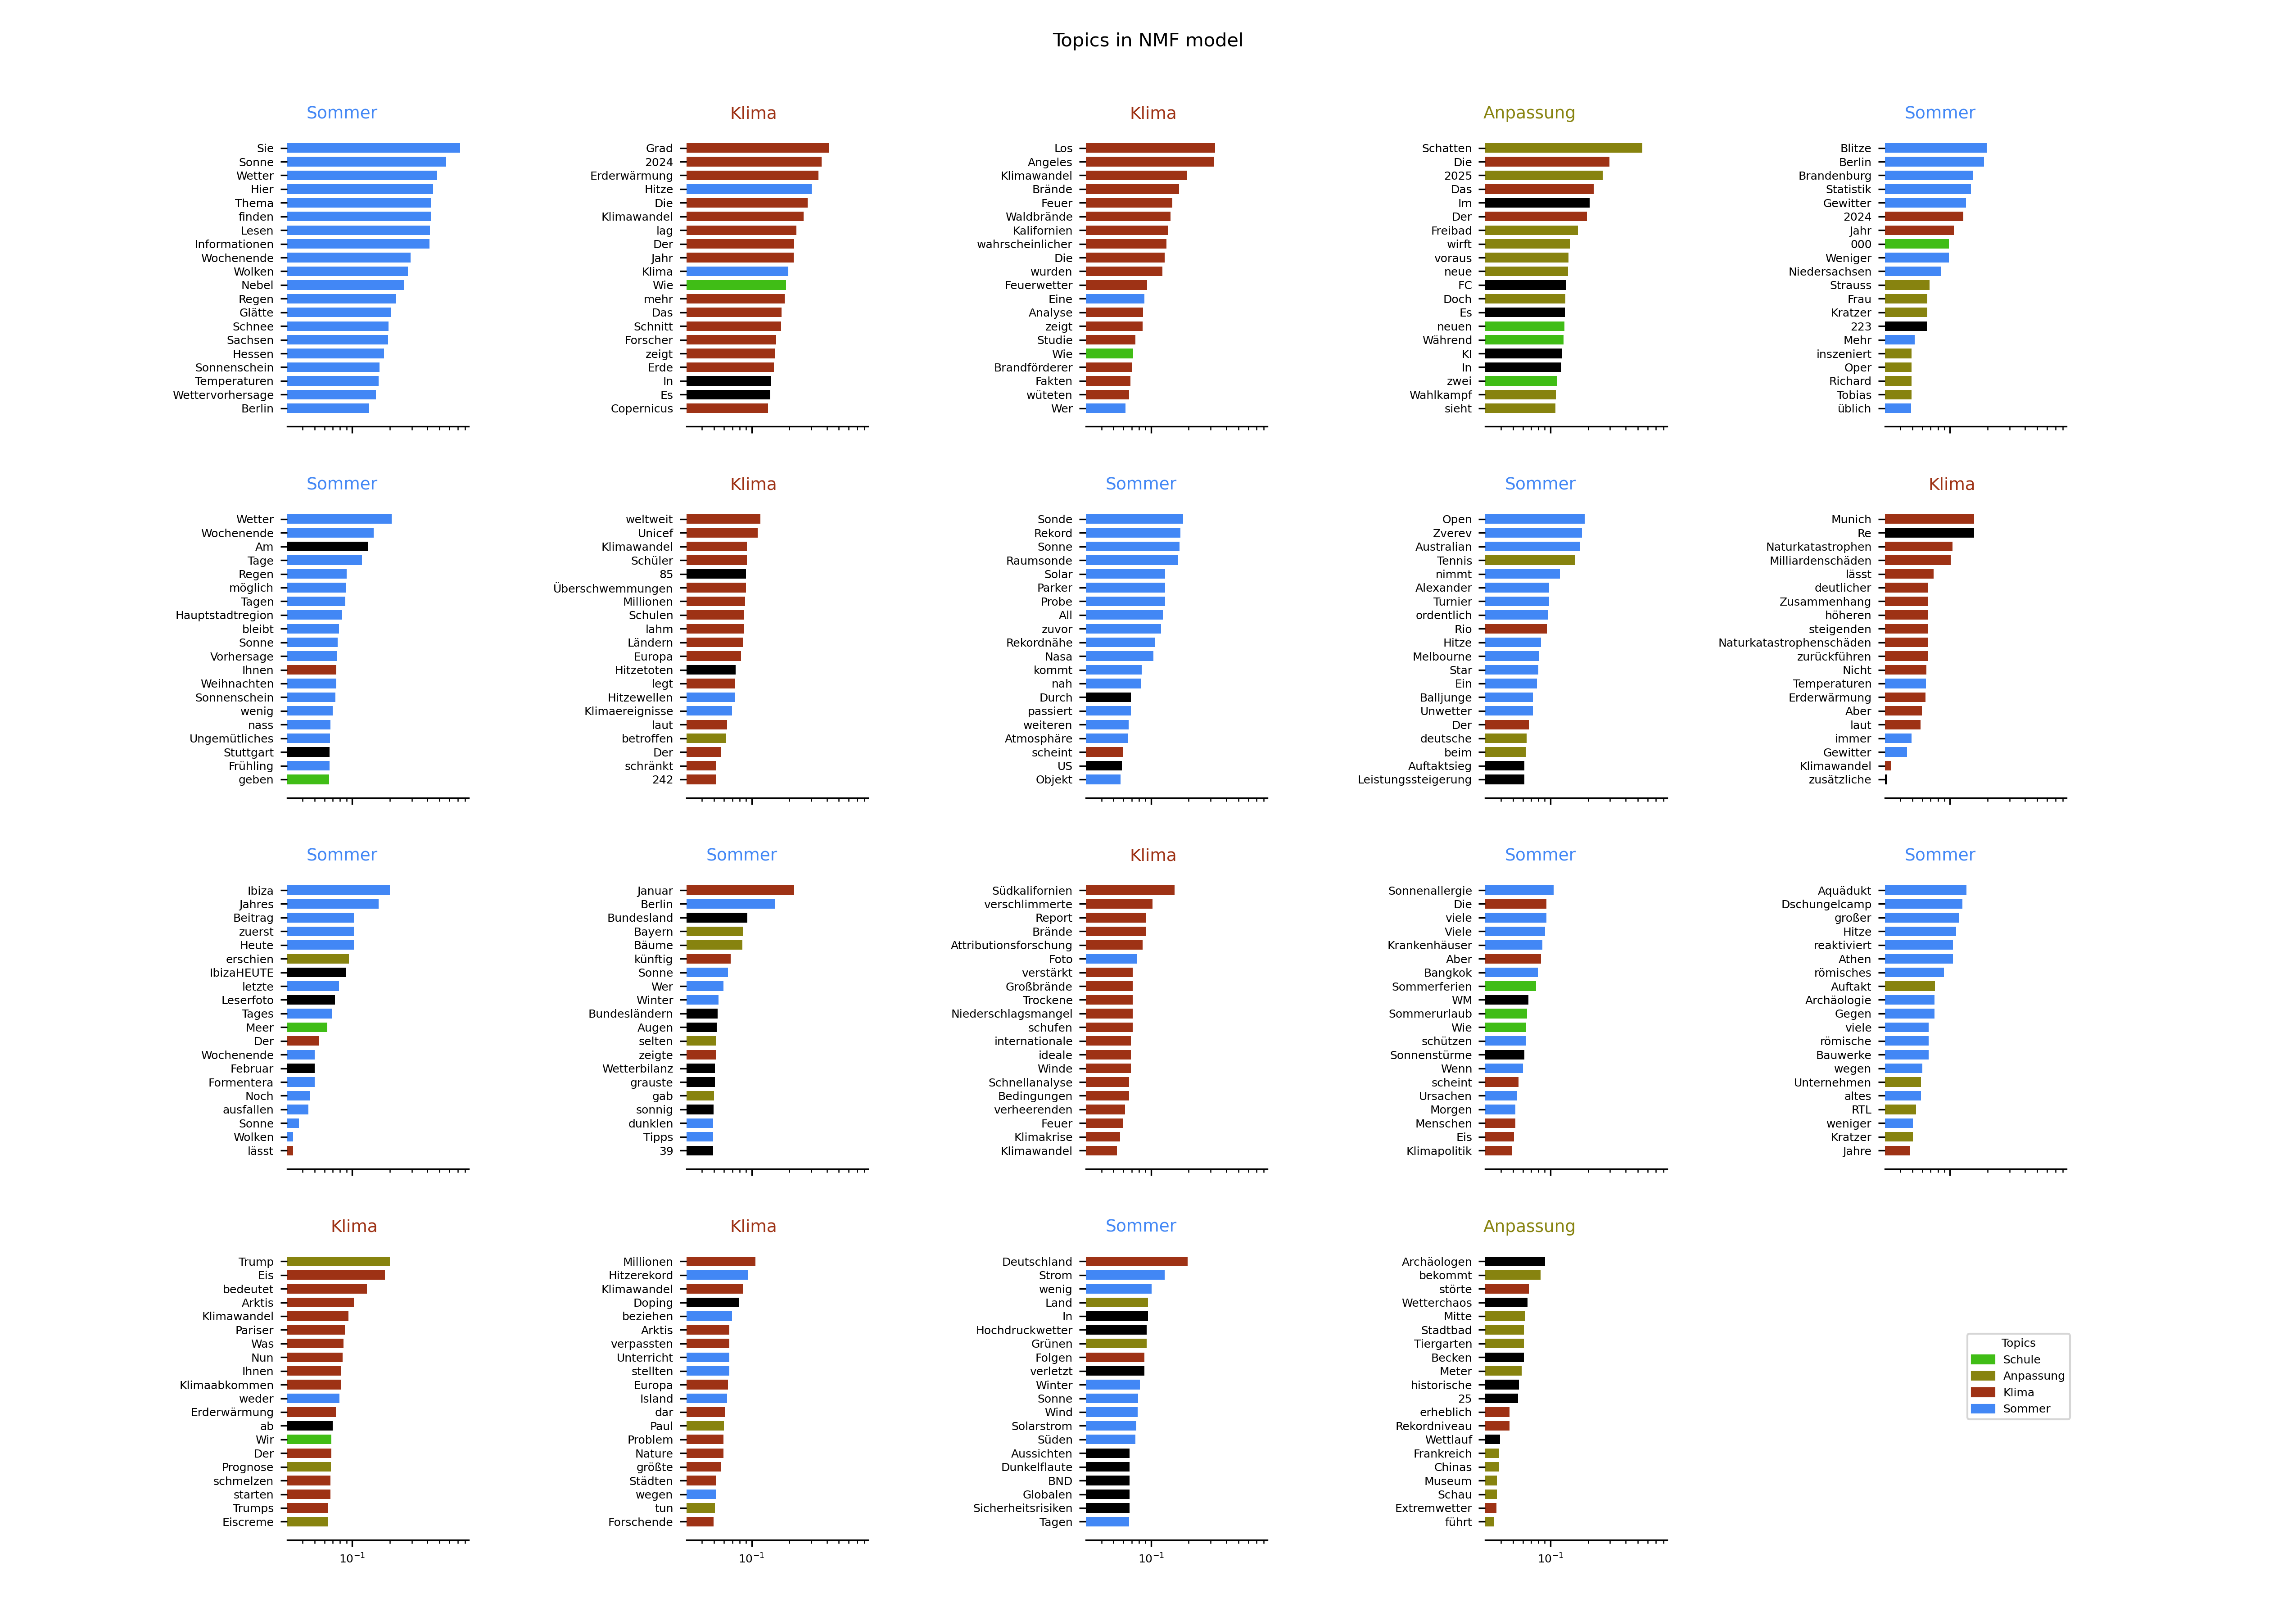 Topics in NMF model
Sommer
Sie
Sonne
Wetter
Hier
Thema
finden
Lesen
Informationen
Wochenende
Wolken
Nebel
Regen
Glätte
Schnee
Sachsen
Hessen
Sonnenschein
Temperaturen
Wettervorhersage
Berlin
Klima
Grad
2024
Erderwärmung
Hitze
Die
Klimawandel
lag
Der
Jahr
Klima
Wie
mehr
Das
Schnitt
Forscher
zeigt
Erde
In
Es
Copernicus
Klima
Los
Angeles
Klimawandel
Brände
Feuer
Waldbrände
Kalifornien
wahrscheinlicher
Die
wurden
Feuerwetter
Eine
Analyse
zeigt
Studie
Wie
Brandförderer
Fakten
wüteten
Wer
Anpassung
Schatten
Die
2025
Das
Im
Der
Freibad
wirft
voraus
neue
FC
Doch
Es
neuen
Während
KI
In
zwei
Wahlkampf
sieht
Sommer
Blitze
Berlin
Brandenburg
Statistik
Gewitter
2024
Jahr
000
Weniger
Niedersachsen
Strauss
Frau
Kratzer
223
Mehr
inszeniert
Oper
Richard
Tobias
üblich
Sommer
Wetter
Wochenende
Am
Tage
Regen
möglich
Tagen
Hauptstadtregion
bleibt
Sonne
Vorhersage
Ihnen
Weihnachten
Sonnenschein
wenig
nass
Ungemütliches
Stuttgart
Frühling
geben
Klima
weltweit
Unicef
Klimawandel
Schüler
85
Überschwemmungen
Millionen
Schulen
lahm
Ländern
Europa
Hitzetoten
legt
Hitzewellen
Klimaereignisse
laut
betroffen
Der
schränkt
242
Sommer
Sonde
Rekord
Sonne
Raumsonde
Solar
Parker
Probe
All
zuvor
Rekordnähe
Nasa
kommt
nah
Durch
passiert
weiteren
Atmosphäre
scheint
US
Objekt
Sommer
Open
Zverev
Australian
Tennis
nimmt
Alexander
Turnier
ordentlich
Rio
Hitze
Melbourne
Star
Ein
Balljunge
Unwetter
Der
deutsche
beim
Auftaktsieg
Leistungssteigerung
Klima
Munich
Re
Naturkatastrophen
Milliardenschäden
lässt
deutlicher
Zusammenhang
höheren
steigenden
Naturkatastrophenschäden
zurückführen
Nicht
Temperaturen
Erderwärmung
Aber
laut
immer
Gewitter
Klimawandel
zusätzliche
Sommer
Ibiza
Jahres
Beitrag
zuerst
Heute
erschien
IbizaHEUTE
letzte
Leserfoto
Tages
Meer
Der
Wochenende
Februar
Formentera
Noch
ausfallen
Sonne
Wolken
lässt
Sommer
Januar
Berlin
Bundesland
Bayern
Bäume
künftig
Sonne
Wer
Winter
Bundesländern
Augen
selten
zeigte
Wetterbilanz
grauste
gab
sonnig
dunklen
Tipps
39
Klima
Südkalifornien
verschlimmerte
Report
Brände
Attributionsforschung
Foto
verstärkt
Großbrände
Trockene
Niederschlagsmangel
schufen
internationale
ideale
Winde
Schnellanalyse
Bedingungen
verheerenden
Feuer
Klimakrise
Klimawandel
Sommer
Sonnenallergie
Die
viele
Viele
Krankenhäuser
Aber
Bangkok
Sommerferien
WM
Sommerurlaub
Wie
schützen
Sonnenstürme
Wenn
scheint
Ursachen
Morgen
Menschen
Eis
Klimapolitik
Sommer
Aquädukt
Dschungelcamp
großer
Hitze
reaktiviert
Athen
römisches
Auftakt
Archäologie
Gegen
viele
römische
Bauwerke
wegen
Unternehmen
altes
RTL
weniger
Kratzer
Jahre
Klima
Trump
Eis
bedeutet
Arktis
Klimawandel
Pariser
Was
Nun
Ihnen
Klimaabkommen
weder
Erderwärmung
ab
Wir
Der
Prognose
schmelzen
starten
Trumps
Eiscreme
10⁻¹
Klima
Millionen
Hitzerekord
Klimawandel
Doping
beziehen
Arktis
verpassten
Unterricht
stellten
Europa
Island
dar
Paul
Problem
Nature
größte
Städten
wegen
tun
Forschende
10⁻¹
Sommer
Deutschland
Strom
wenig
Land
In
Hochdruckwetter
Grünen
Folgen
verletzt
Winter
Sonne
Wind
Solarstrom
Süden
Aussichten
Dunkelflaute
BND
Globalen
Sicherheitsrisiken
Tagen
10⁻¹
Anpassung
Archäologen
bekommt
störte
Wetterchaos
Mitte
Stadtbad
Tiergarten
Becken
Meter
historische
25
erheblich
Rekordniveau
Wettlauf
Frankreich
Chinas
Museum
Schau
Extremwetter
führt
10⁻¹
Topics
Schule
Anpassung
Klima
Sommer